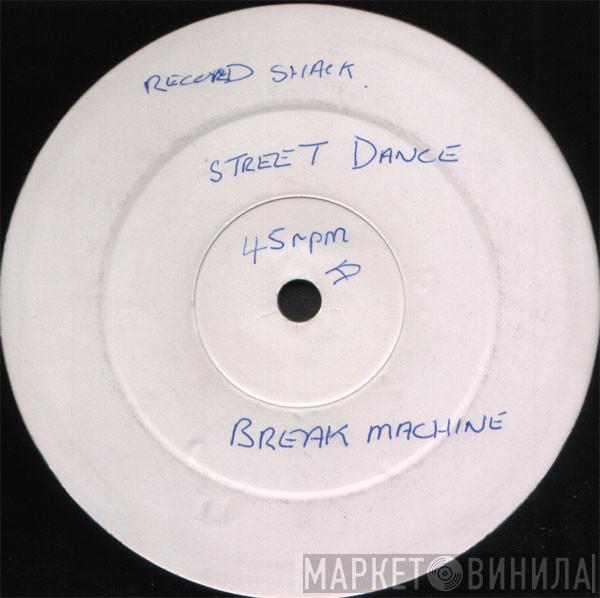 RECORD SHACK.
STREET DANCE
45rpm
BREAK MACHINE
МАРКЕТ ВИНИЛА